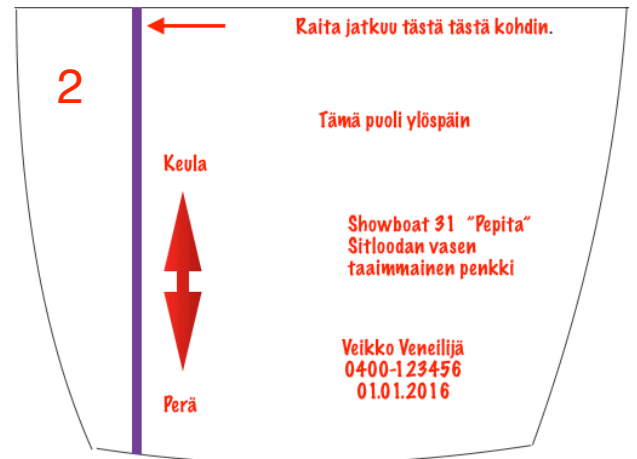 Raita jatkuu tästä tästä kohdin.
2
Tämä puoli ylöspäin
Keula
Showboat 31 "Pepita"
Sitloodan vasen
taaimmainen penkki
Veikko Veneilijä
0400-123456
01.01.2016
Perä